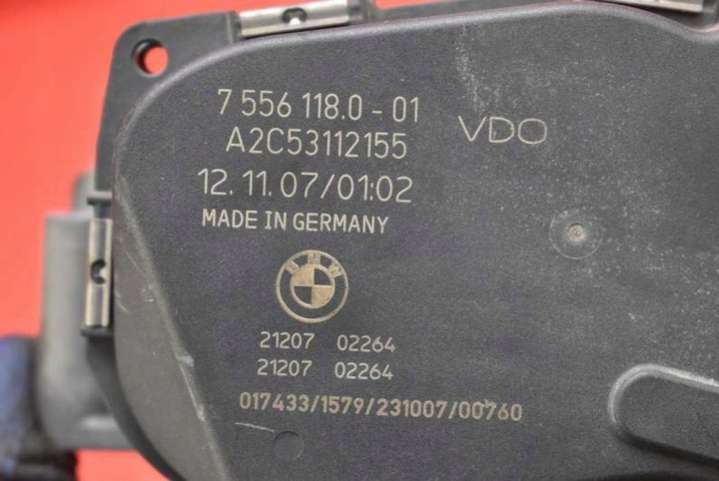 7 556 118.0 - 01
VDO
A2C53112155
12.11.07/01:02
MADE IN GERMANY
BMW
21207 02264
21207 02264
017433/1579/231007/00760